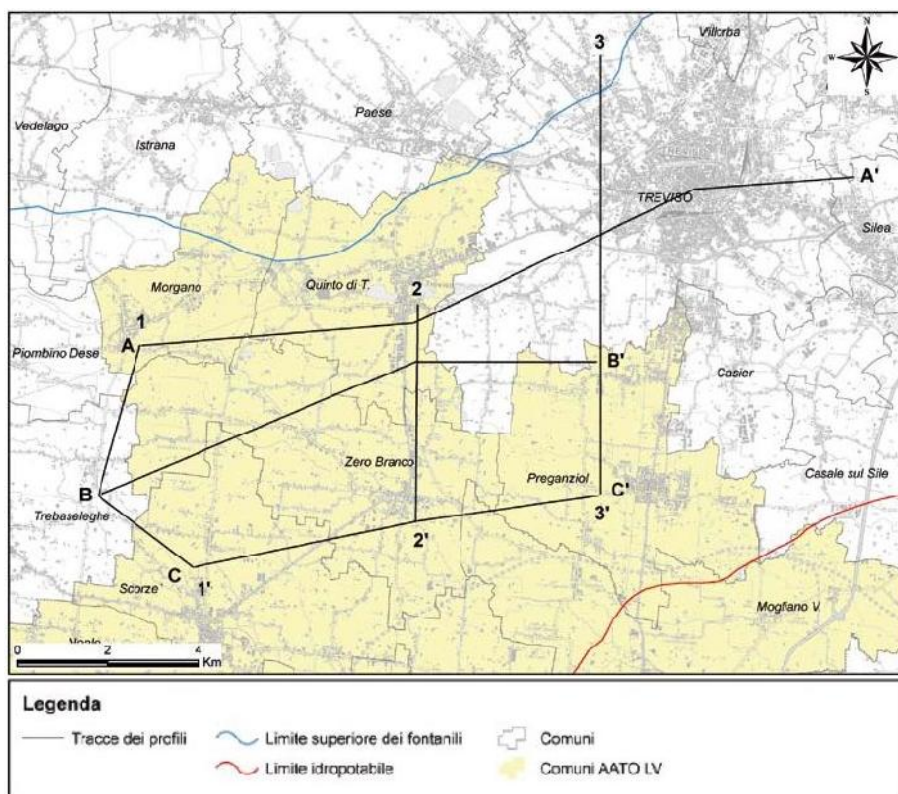 3
Villorba
N
W
E
S
Paese
Vedelago
Istrana
A'
TREVISO
Silea
Morgano
Quinto di T.
2
1
A
Piombino Dese
B'
Casier
Zero Branco
Preganziol
Casale sul Sile
B
C'
Trebaseleghe
3'
2'
C
1'
Scorze'
Mogliano V.
0 2 4
Km
Legenda
Tracce dei profili
Limite superiore dei fontanili
Comuni
Limite idropotabile
Comuni AATO LV